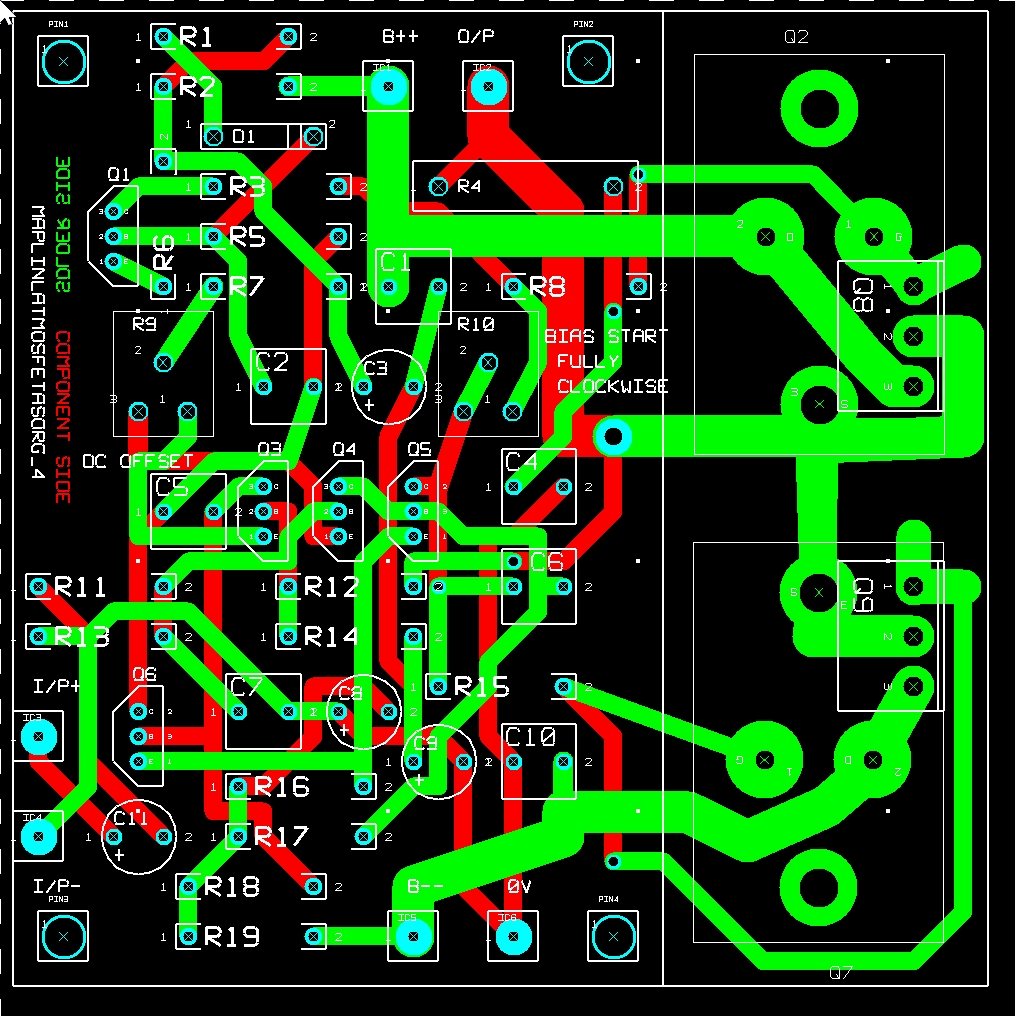 PIN1
R1
B++
O/P
PIN2
Q2
IC1
IC2
R2
D1
Q1
R3
R4
SOLDER SIDE
MAPLINLATMOSFETASORG_4
COMPONENT SIDE
R6
R5
C1
R7
R8
Q8
R9
R10
BIAS START
FULLY
CLOCKWISE
C2
C3
DC OFFSET
Q3
Q4
Q5
C4
C5
C6
R11
R12
Q9
R13
R14
I/P+
Q6
C7
C8
R15
IC3
C9
C10
R16
IC4
C11
R17
I/P-
R18
B--
0V
PIN3
IC5
IC6
PIN4
R19
Q7